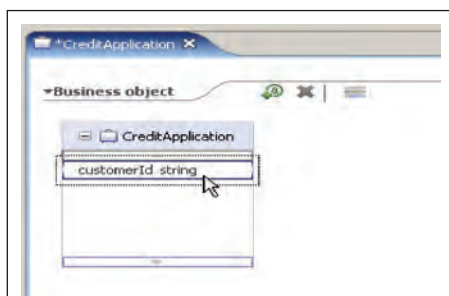 *CreditApplication
Business object
CreditApplication
customerId string